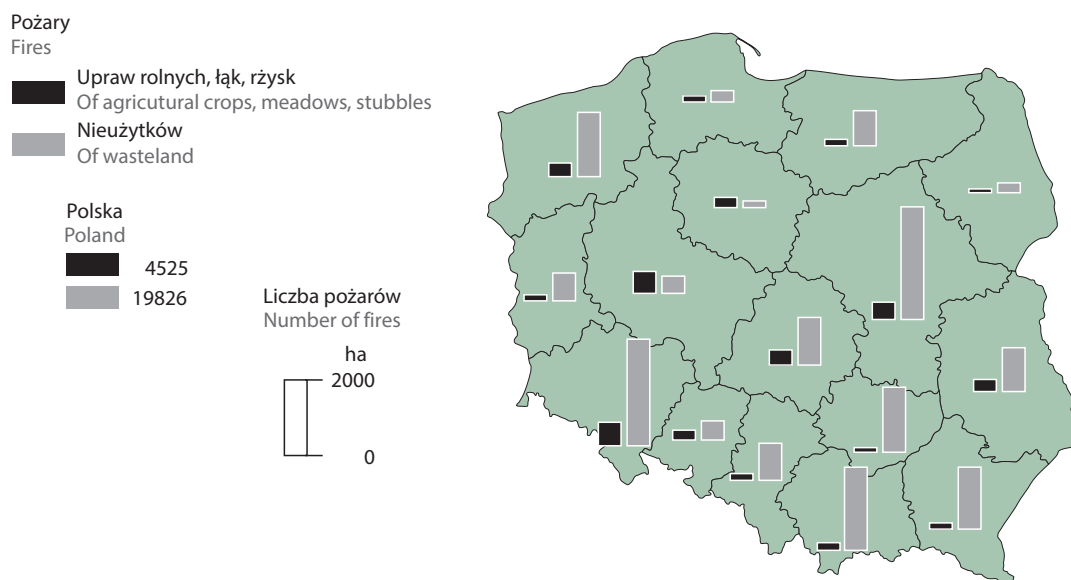 Pożary
Fires
Upraw rolnych, łąk, rżysk
Of agricutural crops, meadows, stubbles
Nieużytków
Of wasteland
Polska
Poland
4525
19826
Liczba pożarów
Number of fires
ha
2000
0